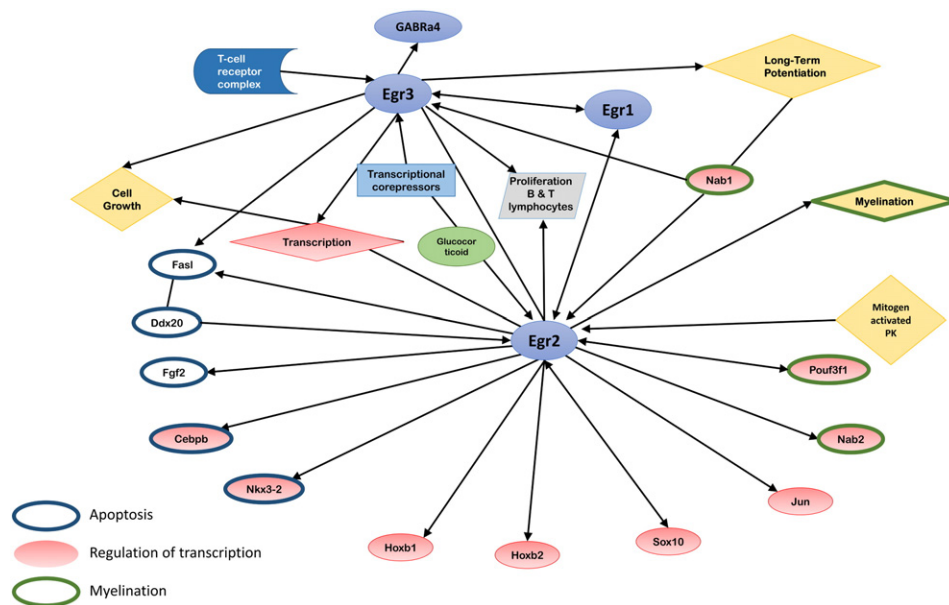 GABRa4
T-cell
receptor
complex
Long-Term
Potentiation
Egr3
Egr1
Transcriptional
corepressors
Proliferation
B & T
lymphocytes
Nab1
Cell
Growth
Myelination
Transcription
Glucocor
ticoid
Fasl
Ddx20
Mitogen
activated
PK
Egr2
Fgf2
Pouf3f1
Cebpb
Nab2
Nkx3-2
Jun
Apoptosis
Hoxb1
Hoxb2
Sox10
Regulation of transcription
Myelination